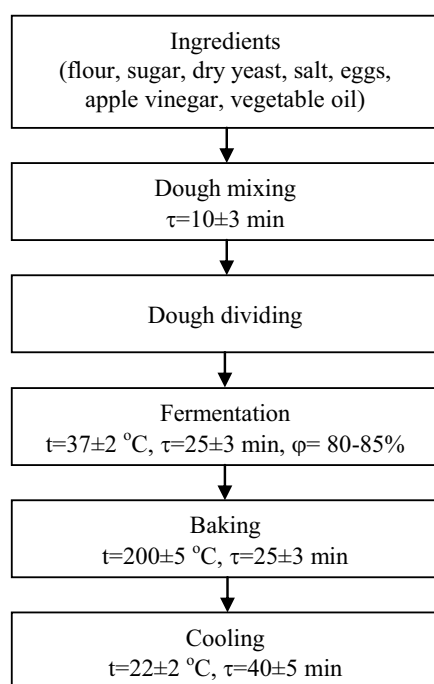 Ingredients
(flour, sugar, dry yeast, salt, eggs,
apple vinegar, vegetable oil)
Dough mixing
τ=10±3 min
Dough dividing
Fermentation
t=37±2 °C, τ=25±3 min, φ= 80-85%
Baking
t=200±5 °C, τ=25±3 min
Cooling
t=22±2 °C, τ=40±5 min